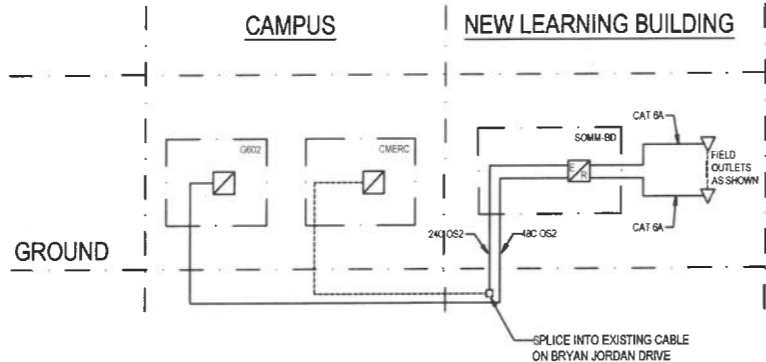 CAMPUS
NEW LEARNING BUILDING
CAT 6A
G602
CMERC
SOMM-BD
E
R
FIELD
OUTLETS
AS SHOWN
CAT 6A
24C OS2
48C OS2
GROUND
SPLICE INTO EXISTING CABLE
ON BRYAN JORDAN DRIVE